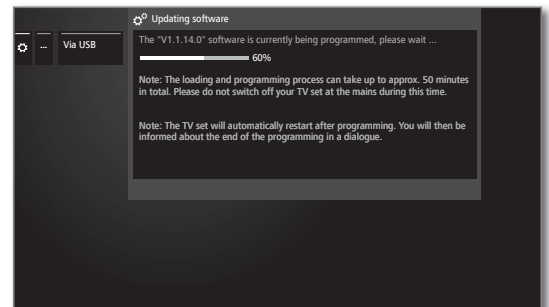 Updating software
... Via USB
The "V1.1.14.0" software is currently being programmed, please wait ...
60%
Note: The loading and programming process can take up to approx. 50 minutes
in total. Please do not switch off your TV set at the mains during this time.
Note: The TV set will automatically restart after programming. You will then be
informed about the end of the programming in a dialogue.